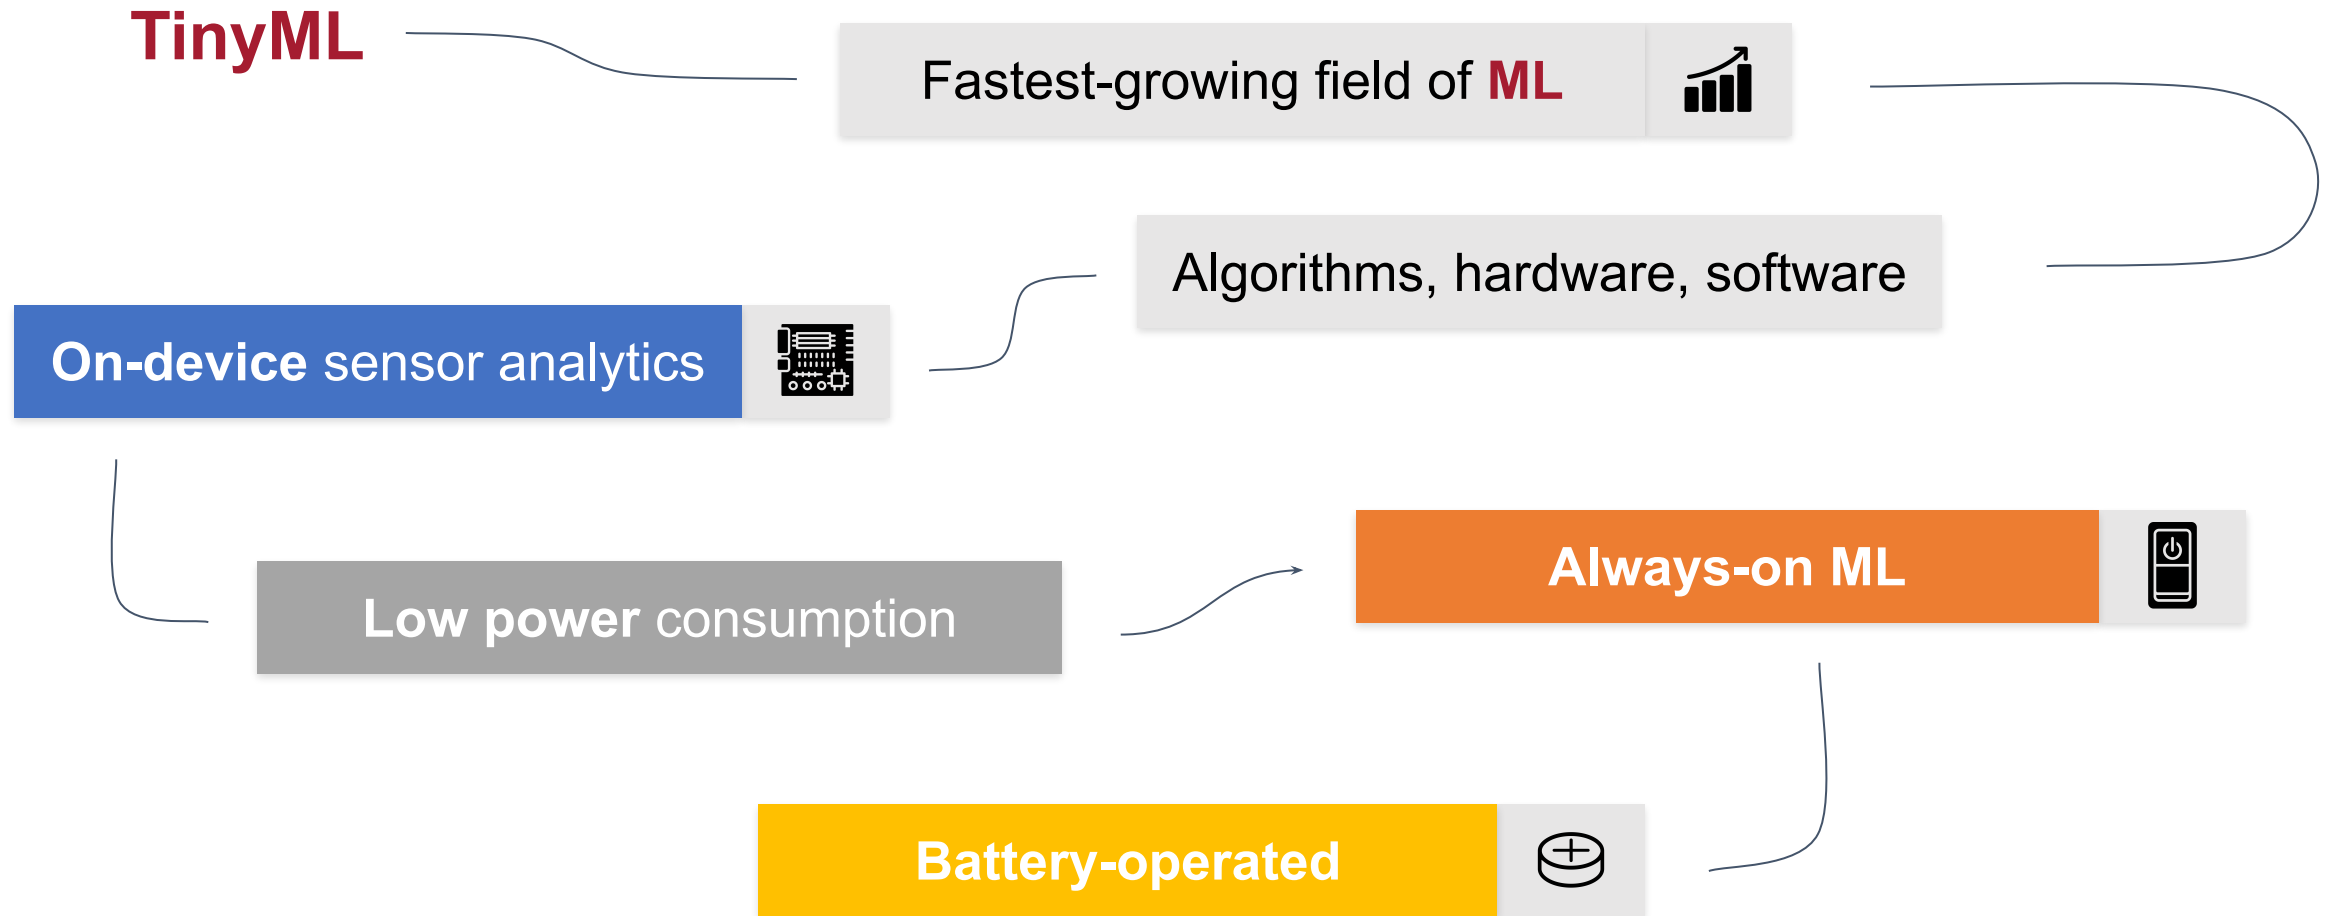 TinyML
Fastest-growing field of ML
Algorithms, hardware, software
On-device sensor analytics
Low power consumption
Always-on ML
Battery-operated